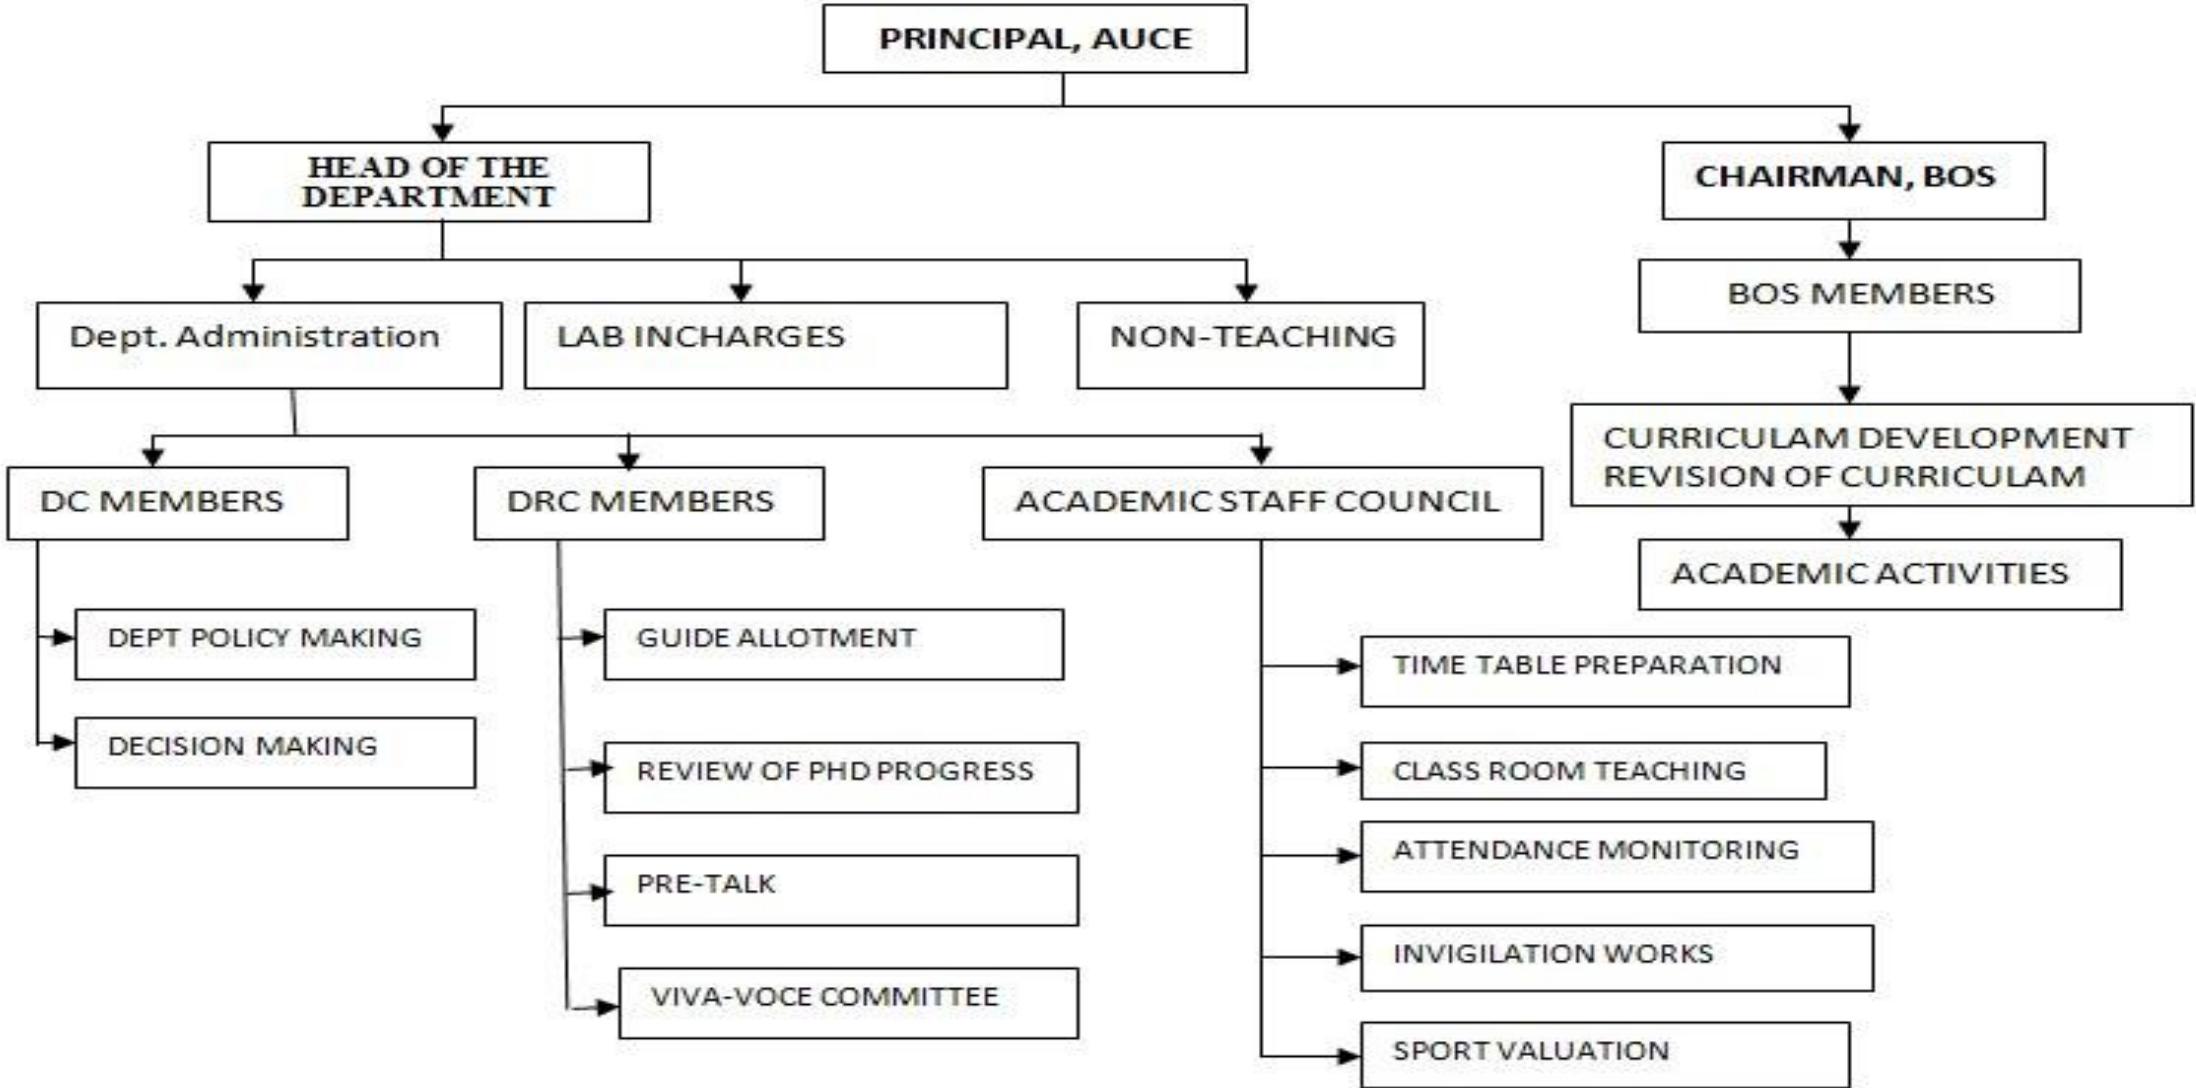 PRINCIPAL, AUCE
HEAD OF THE
DEPARTMENT
CHAIRMAN, BOS
BOS MEMBERS
Dept. Administration
LAB INCHARGES
NON-TEACHING
CURRICULAM DEVELOPMENT
REVISION OF CURRICULAM
DC MEMBERS
DRC MEMBERS
ACADEMIC STAFF COUNCIL
ACADEMIC ACTIVITIES
DEPT POLICY MAKING
DECISION MAKING
GUIDE ALLOTMENT
REVIEW OF PHD PROGRESS
PRE-TALK
VIVA-VOCE COMMITTEE
TIME TABLE PREPARATION
CLASS ROOM TEACHING
ATTENDANCE MONITORING
INVIGILATION WORKS
SPORT VALUATION